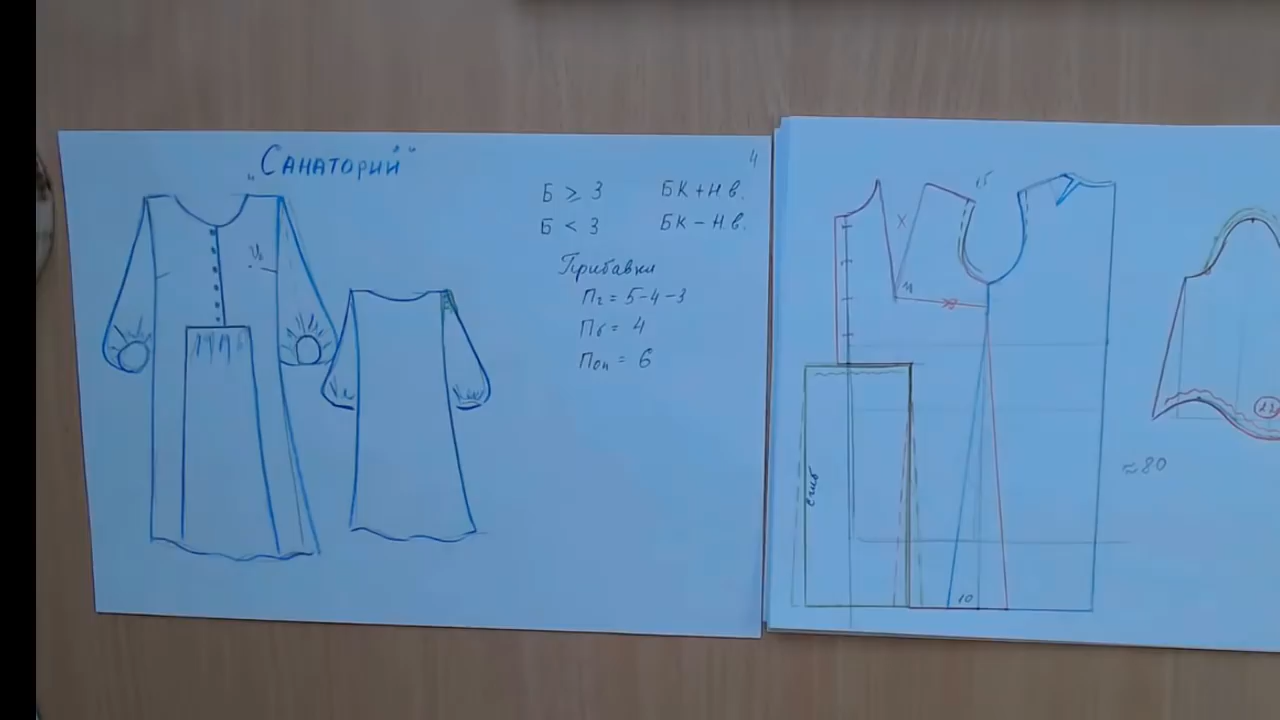 „Санаторий"
4
Б ≥ 3 БК + Н в.
Б < 3 БК - Н в.
Прибавки
Пг = 5-4-3
Пб = 4
Поп = 6
15
X
сгиб
10
≈ 80
22